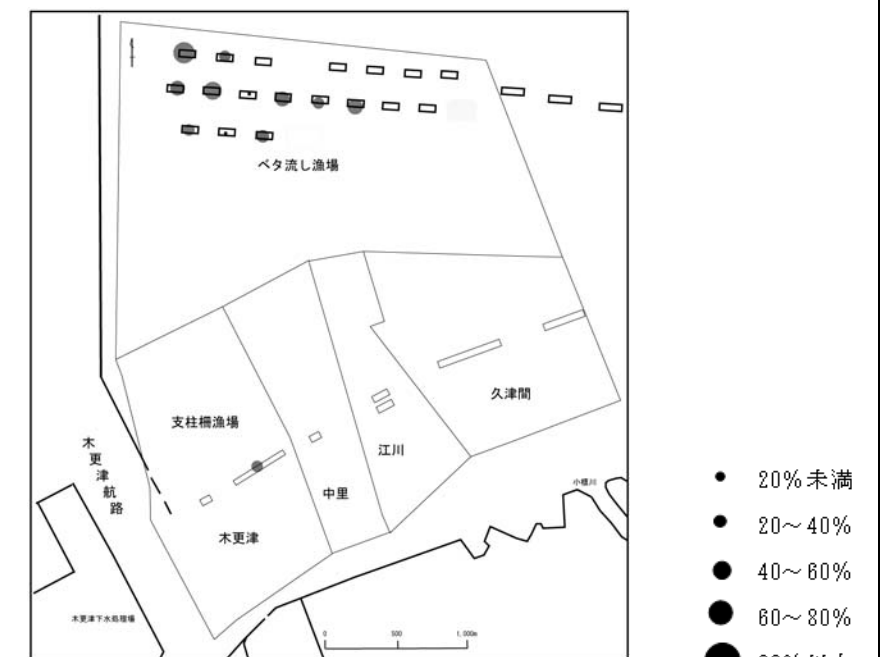 ベタ流し漁場
久津間
支柱柵漁場
江川
木更津航路
中里
小櫃川
木更津
木更津下水処理場
0 500 1,000m
20%未満
20～40%
40～60%
60～80%